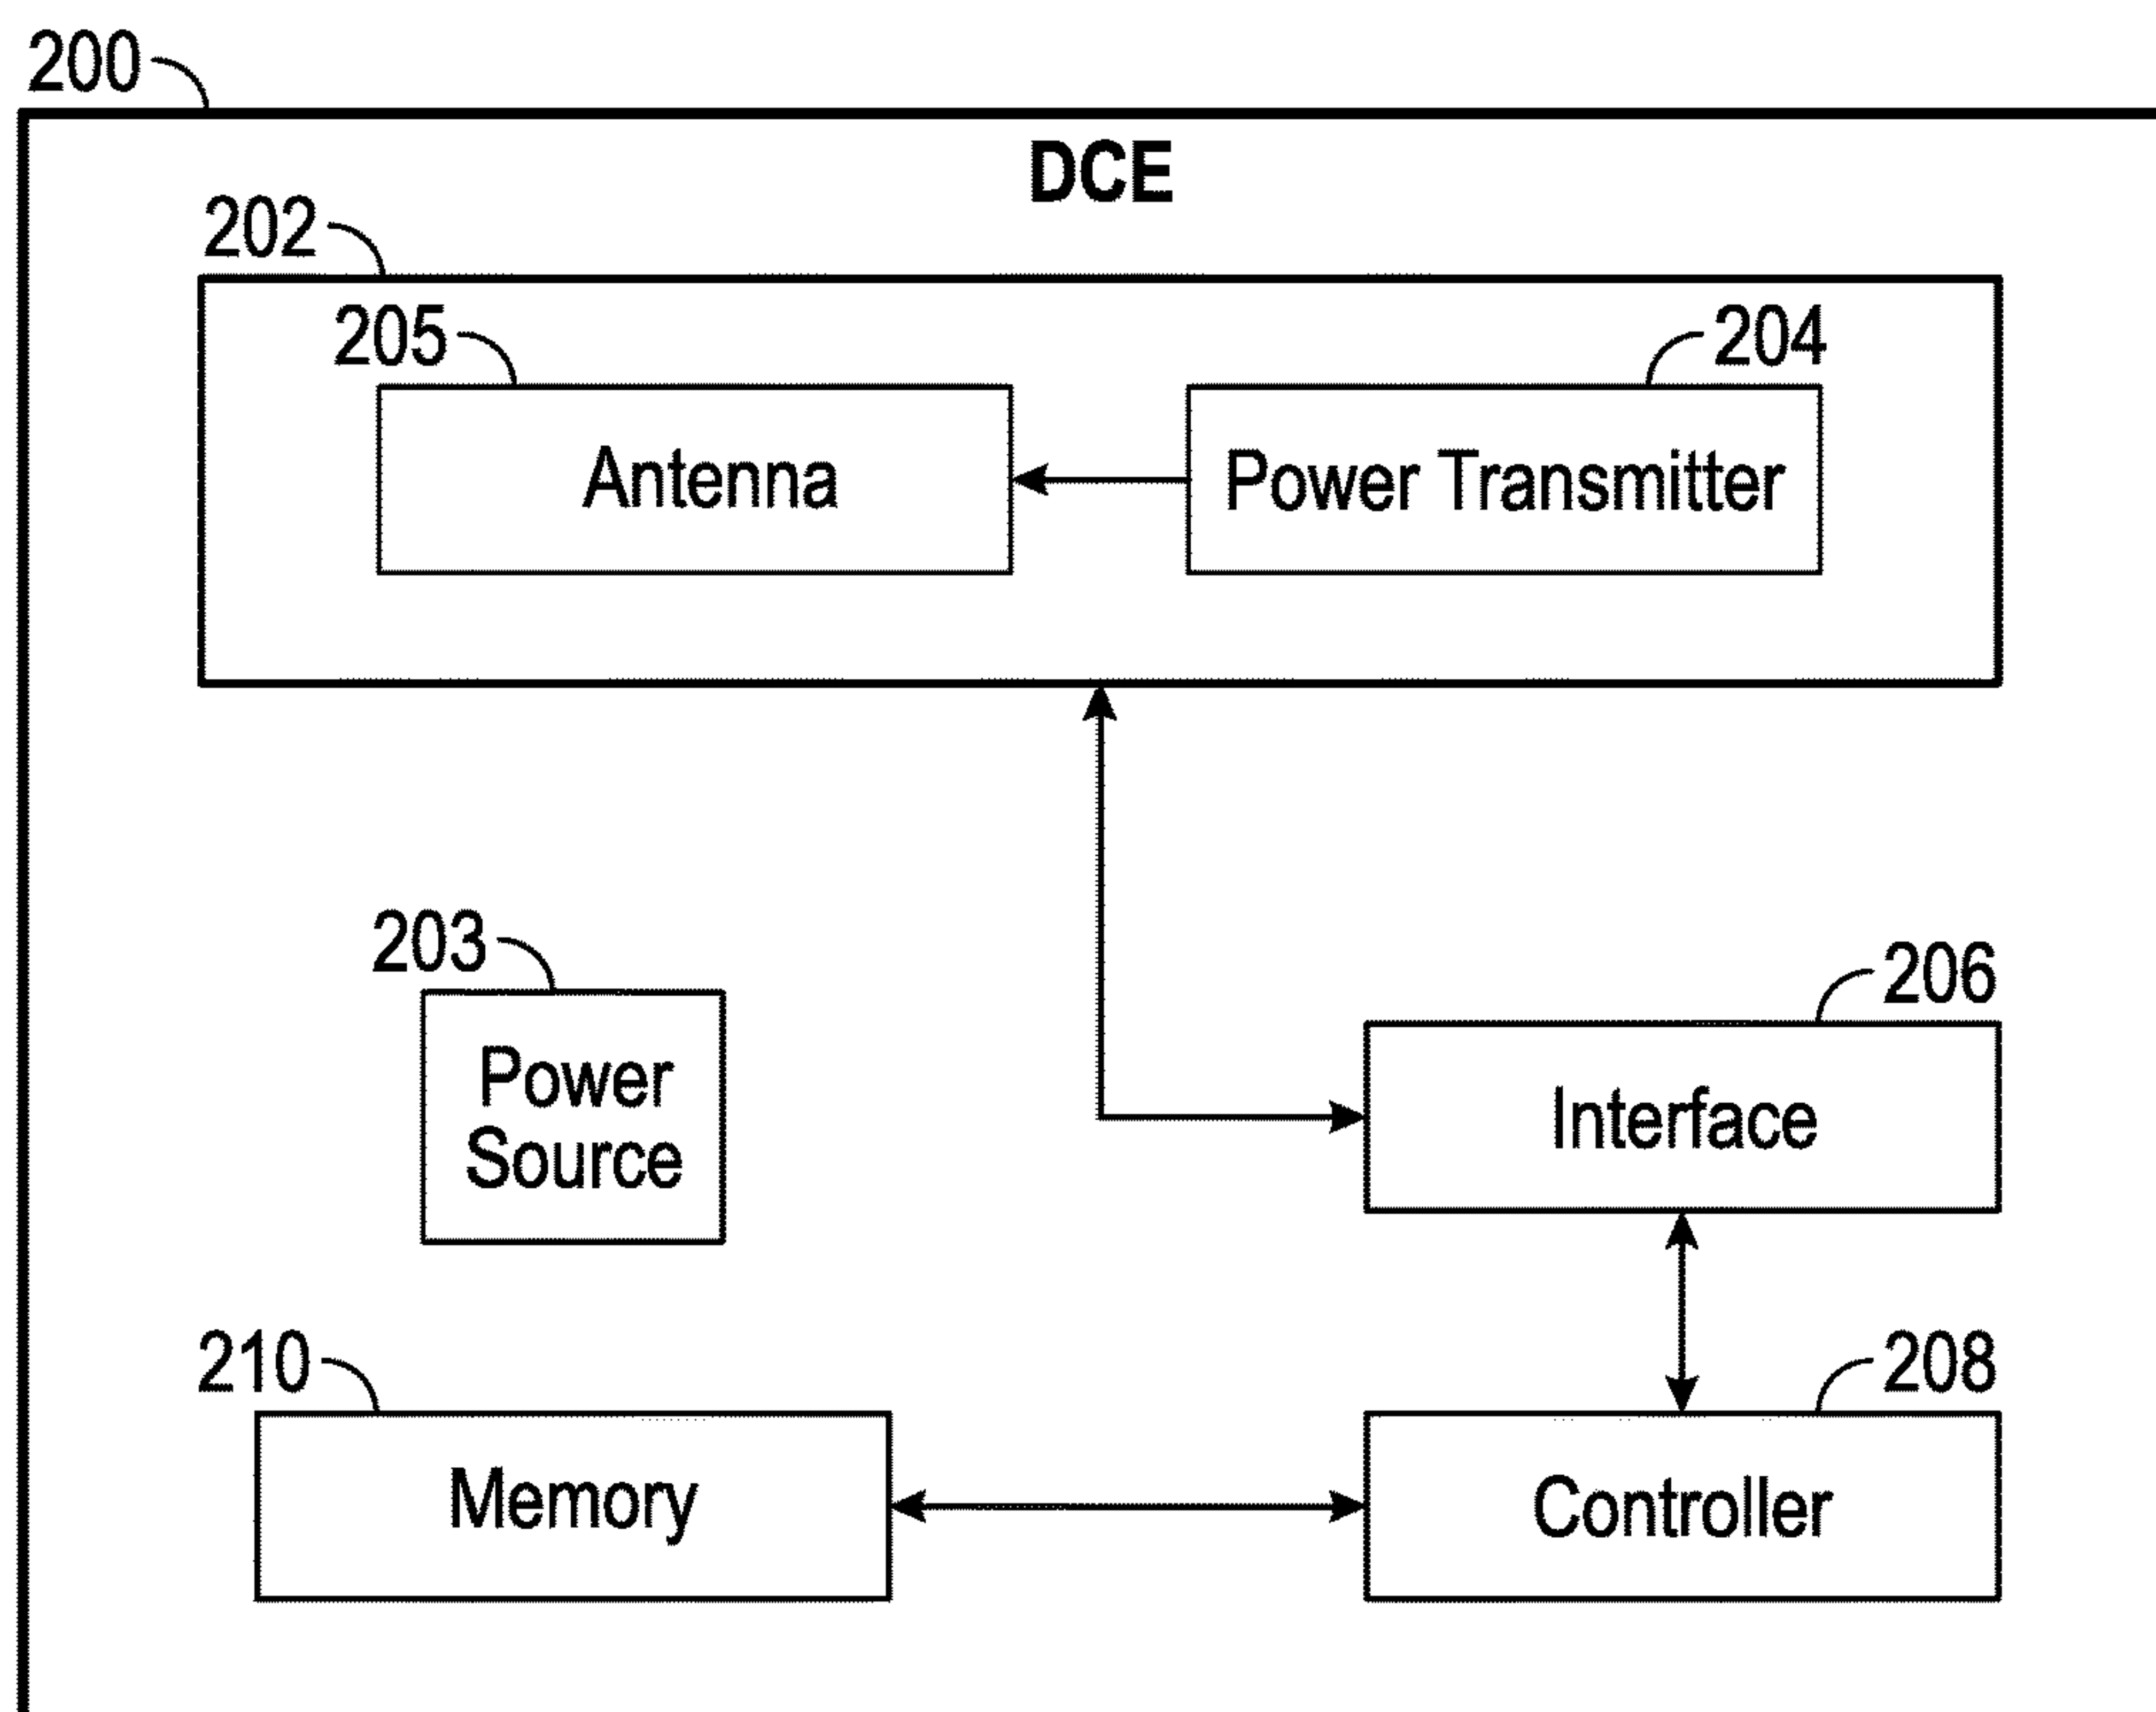 200
DCE
202
205
204
Antenna
Power Transmitter
203
206
Power
Source
Interface
210
208
Memory
Controller